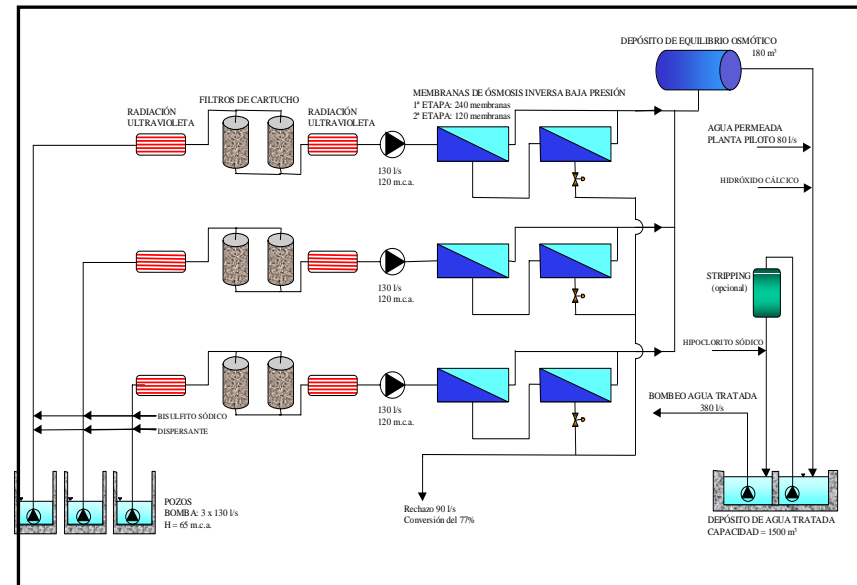 DEPÓSITO DE EQUILIBRIO OSMÓTICO
180 m³
FILTROS DE CARTUCHO
MEMBRANAS DE ÓSMOSIS INVERSA BAJA PRESIÓN
1ª ETAPA: 240 membranas
2ª ETAPA: 120 membranas
RADIACIÓN
ULTRAVIOLETA
RADIACIÓN
ULTRAVIOLETA
AGUA PERMEADA
PLANTA PILOTO 80 l/s
130 l/s
120 m.c.a.
HIDRÓXIDO CÁLCICO
130 l/s
120 m.c.a.
STRIPPING
(opcional)
HIPOCLORITO SÓDICO
130 l/s
120 m.c.a.
BOMBEO AGUA TRATADA
380 l/s
BISULFITO SÓDICO
DISPERSANTE
POZOS
BOMBA: 3 x 130 l/s
H = 65 m.c.a.
Rechazo 90 l/s
Conversión del 77%
DEPÓSITO DE AGUA TRATADA
CAPACIDAD = 1500 m³